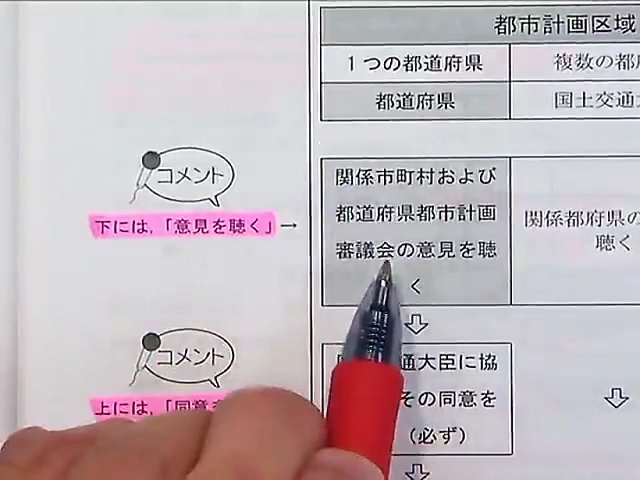 都市計画区域
1つの都道府県
複数の都
都道府県
国土交通
コメント
下には,「意見を聴く」→
関係市町村および
都道府県都市計画
審議会の意見を聴
く
関係都府県の
聴く
コメント
上には,「同意
通大臣に協
その同意を
（必ず）